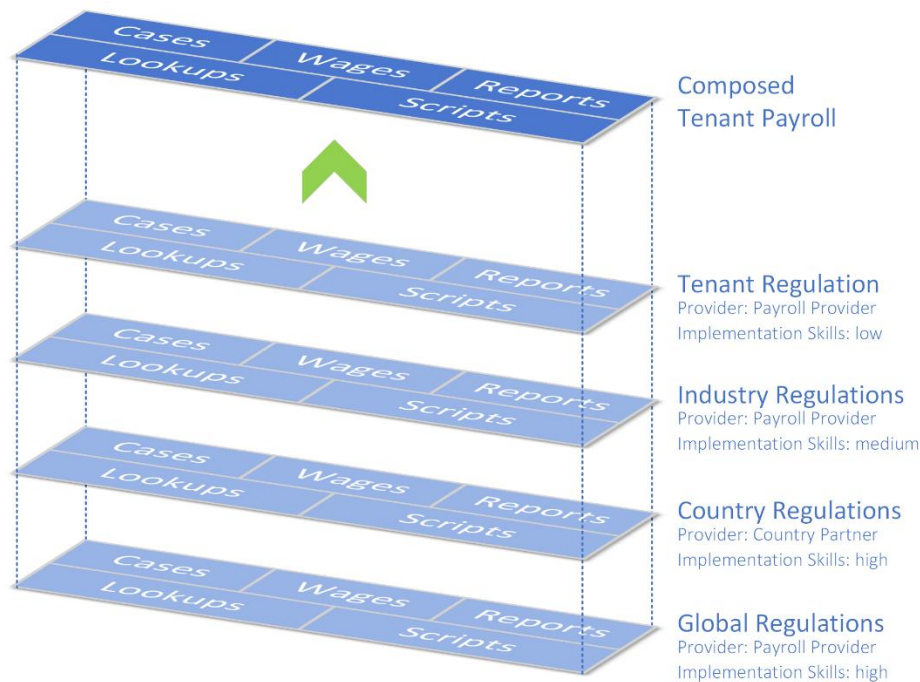 Cases Wages Reports
Lookups Scripts
Composed
Tenant Payroll
Cases Wages Reports
Lookups Scripts
Tenant Regulation
Provider: Payroll Provider
Implementation Skills: low
Cases Wages Reports
Lookups Scripts
Industry Regulations
Provider: Payroll Provider
Implementation Skills: medium
Cases Wages Reports
Lookups Scripts
Country Regulations
Provider: Country Partner
Implementation Skills: high
Cases Wages Reports
Lookups Scripts
Global Regulations
Provider: Payroll Provider
Implementation Skills: high